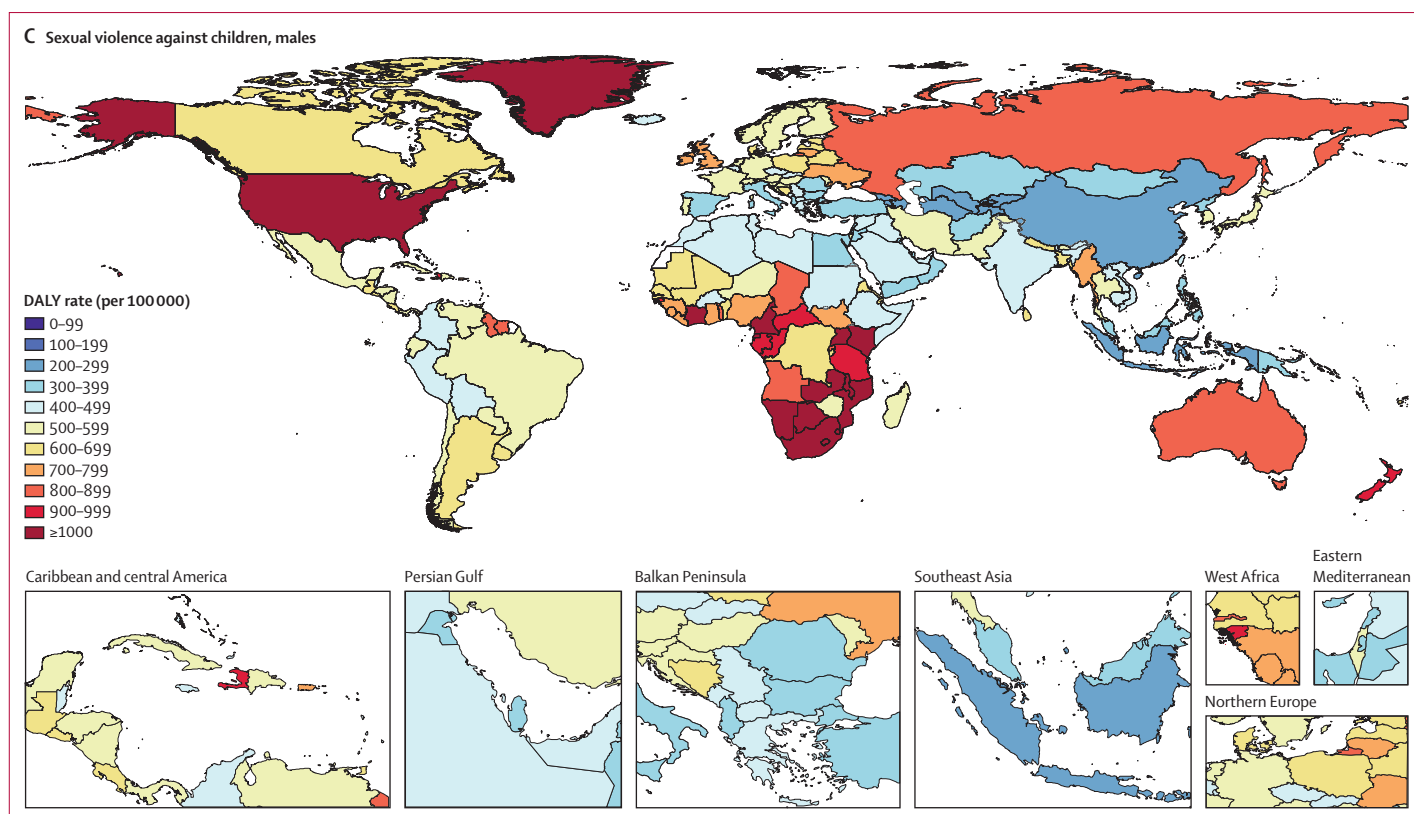 C Sexual violence against children, males
DALY rate (per 100 000)
0–99
100–199
200–299
300–399
400–499
500–599
600–699
700–799
800–899
900–999
≥1000
Caribbean and central America
Persian Gulf
Balkan Peninsula
Southeast Asia
West Africa
Eastern
Mediterranean
Northern Europe